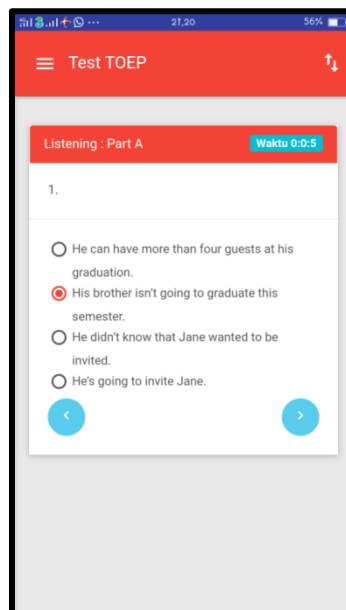 21.20
56%
Test TOEP
Listening : Part A
Waktu 0:0:5
1.
He can have more than four guests at his
graduation.
His brother isn't going to graduate this
semester.
He didn't know that Jane wanted to be
invited.
He's going to invite Jane.